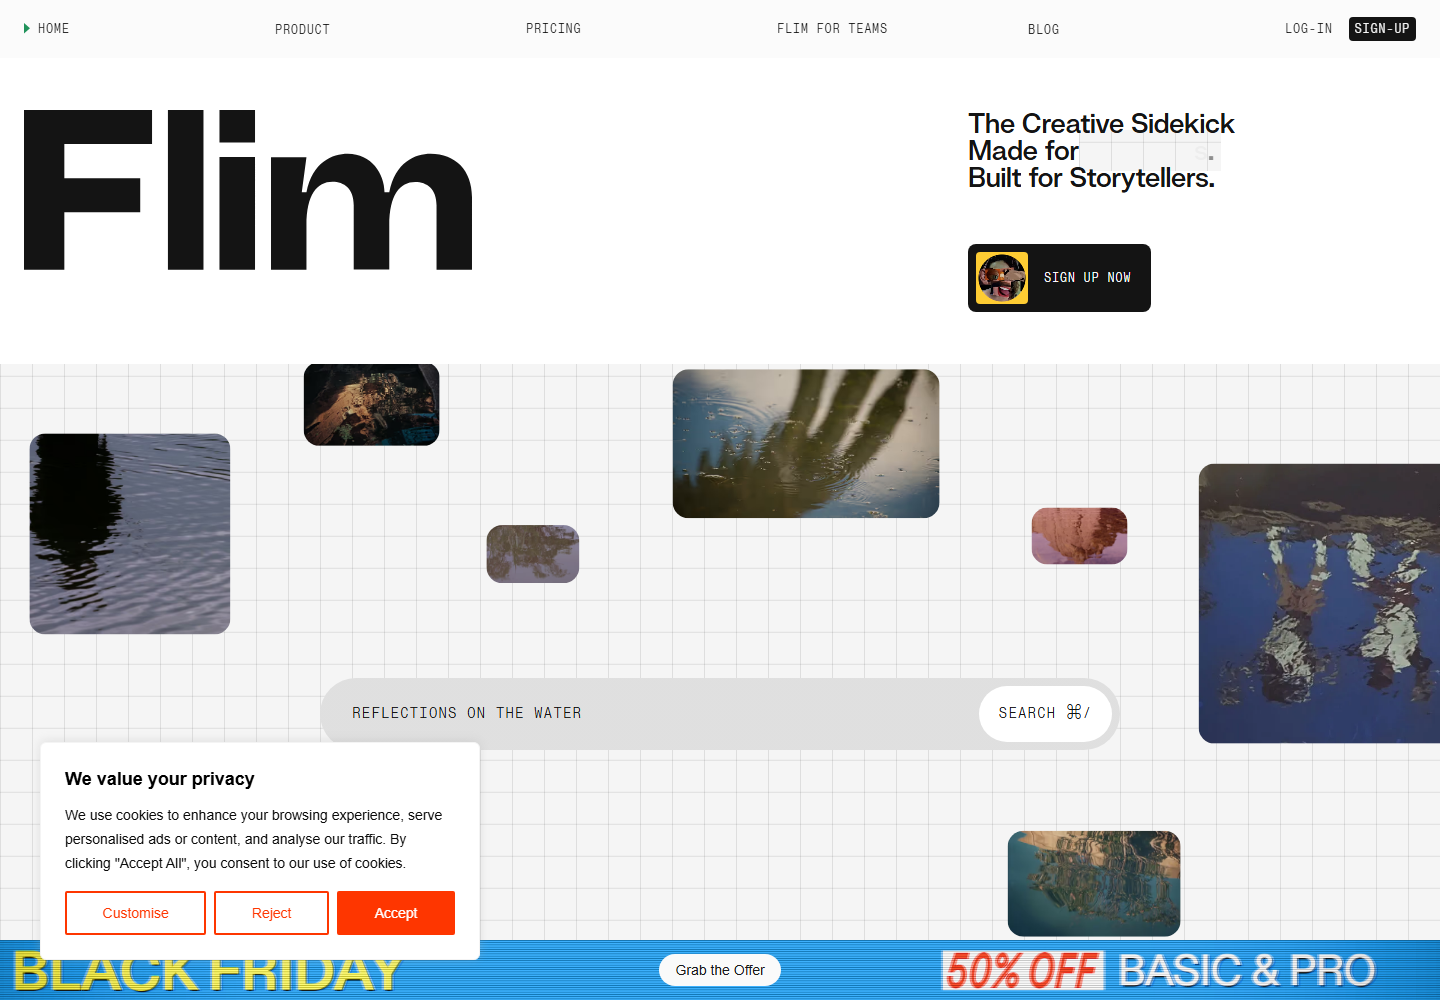 HOME
PRODUCT
PRICING
FLIM FOR TEAMS
BLOG
LOG-IN
SIGN-UP
Flim
The Creative Sidekick
Made for
Built for Storytellers.
SIGN UP NOW
REFLECTIONS ON THE WATER
SEARCH ⌘/
We value your privacy
We use cookies to enhance your browsing experience, serve
personalised ads or content, and analyse our traffic. By
clicking "Accept All", you consent to our use of cookies.
Customise
Reject
Accept
BLACK FRIDAY
Grab the Offer
50% OFF BASIC & PRO